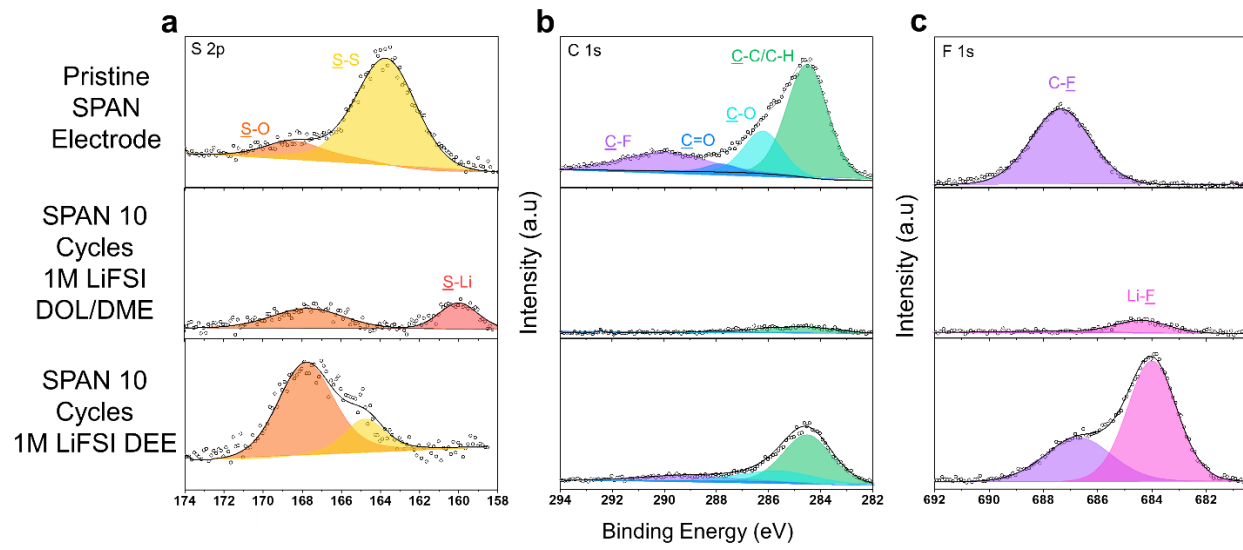 a
b
c
Pristine
SPAN
Electrode
SPAN 10
Cycles
1M LiFSI
DOL/DME
SPAN 10
Cycles
1M LiFSI DEE
S 2p
S-S
S-O
S-Li
174 172 170 168 166 164 162 160 158
Intensity (a.u)
C 1s
C-C/C-H
C-O
C=O
C-F
294 292 290 288 286 284 282
Binding Energy (eV)
Intensity (a.u)
F 1s
C-F
Li-F
692 690 688 686 684 682